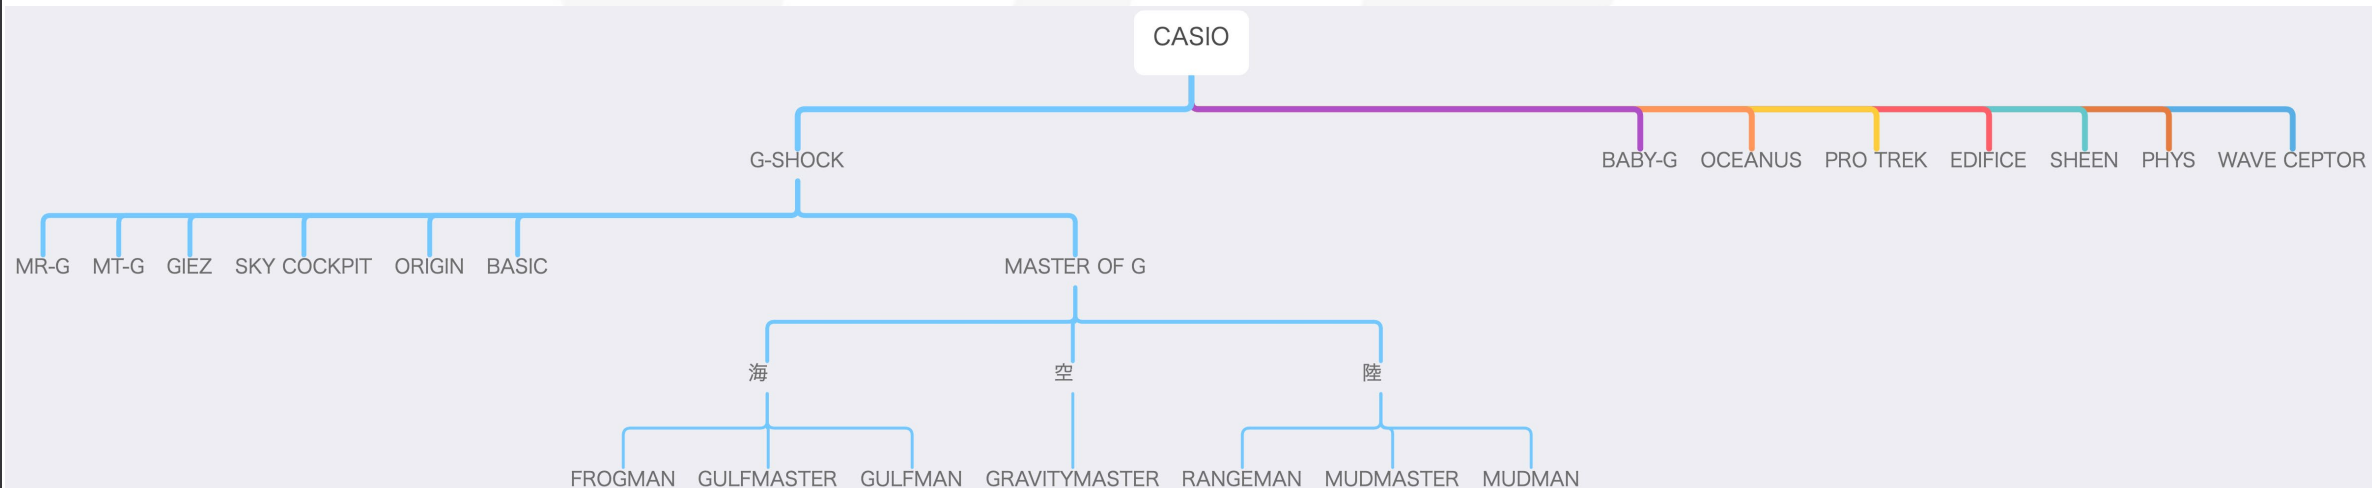 CASIO
G-SHOCK
BABY-G
OCEANUS
PRO TREK
EDIFICE
SHEEN
PHYS
WAVE CEPTOR
MR-G
MT-G
GIEZ
SKY COCKPIT
ORIGIN
BASIC
MASTER OF G
海
空
陸
FROGMAN
GULFMASTER
GULFMAN
GRAVITYMASTER
RANGEMAN
MUDMASTER
MUDMAN